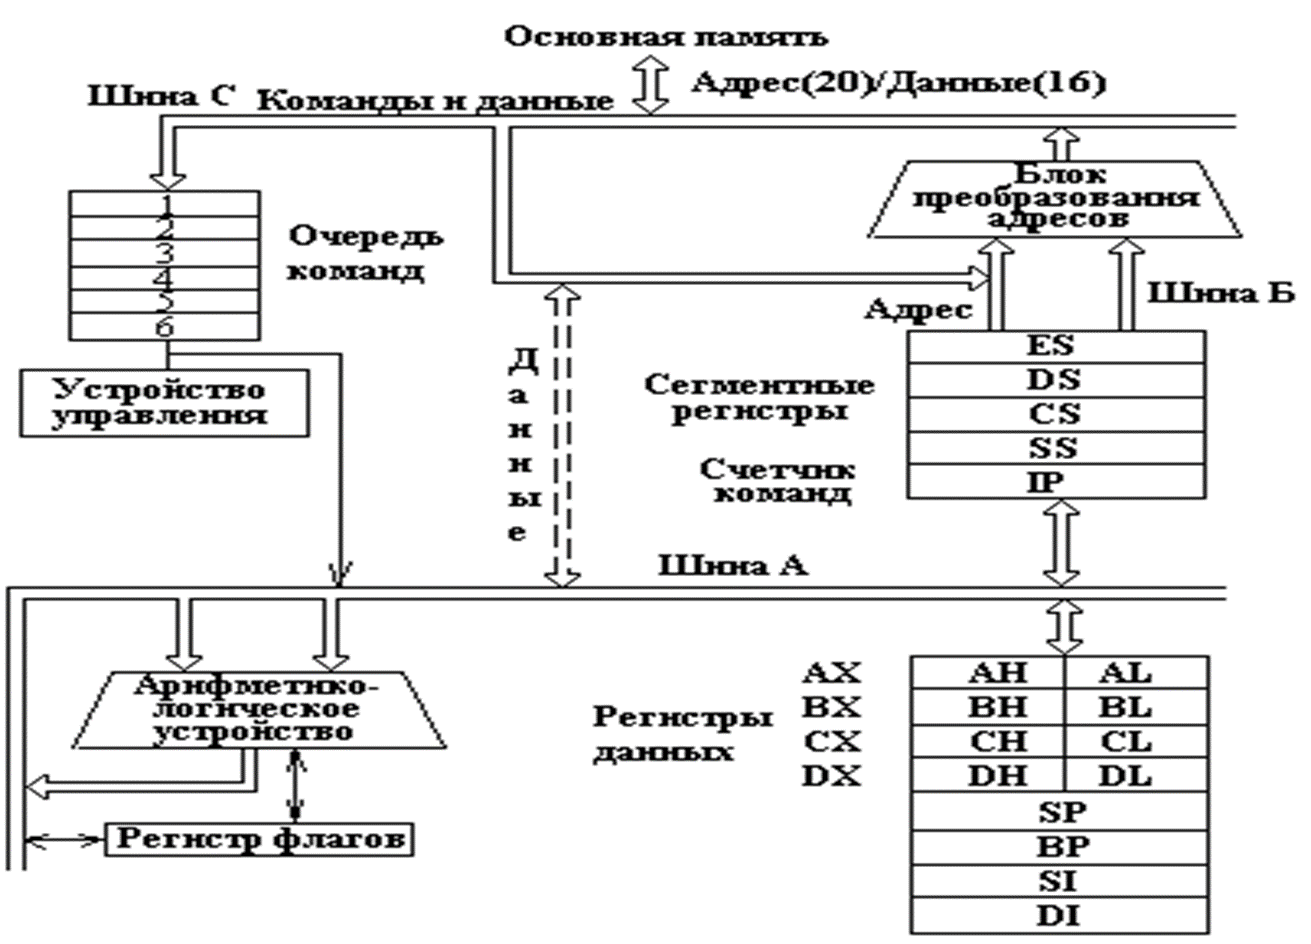 Основная память
Адрес(20)/Данные(16)
Шина С
Команды и данные
1
2
3
4
5
6
Очередь
команд
Устройство
управления
Блок
преобразования
адресов
Адрес
Шина Б
Д
а
н
н
ы
е
Сегментные
регистры
Счетчик
команд
ES
DS
CS
SS
IP
Шина А
Арифметико-
логическое
устройство
Регистр флагов
Регистры
данных
AX AH AL
BX BH BL
CX CH CL
DX DH DL
SP
BP
SI
DI